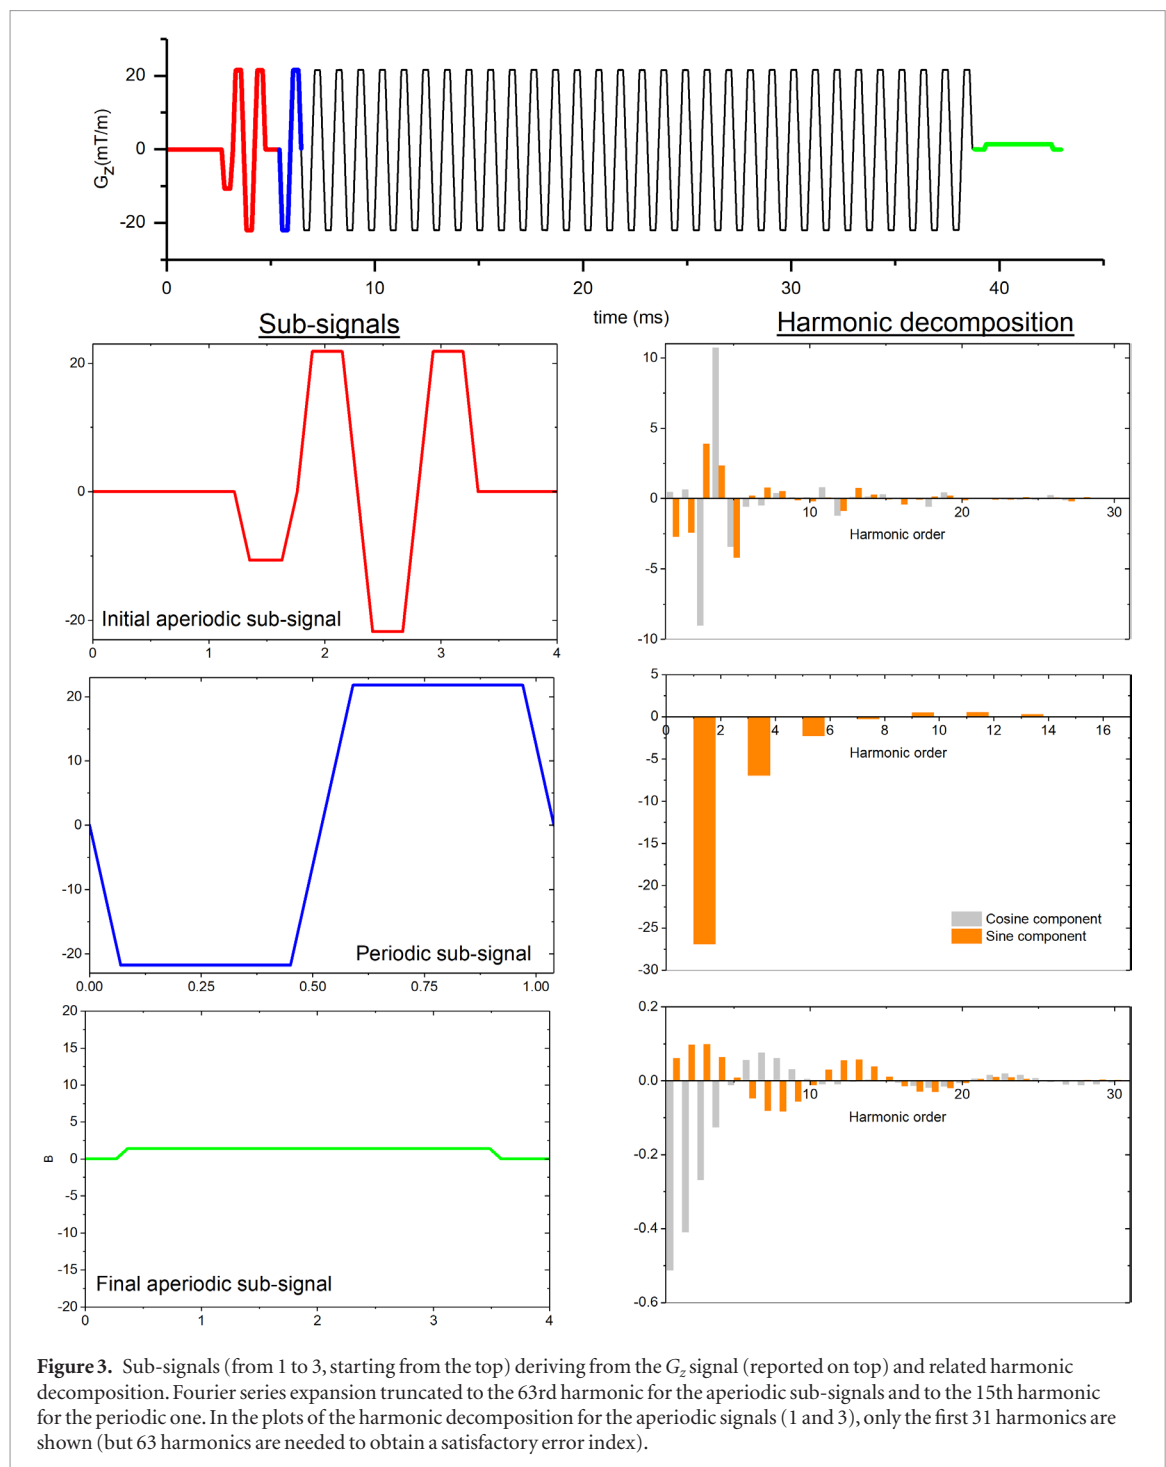 20
0
-20
G_Z(mT/m)
0 10 20 30 40
time (ms)
Sub-signals
Harmonic decomposition
20
0
-20
Initial aperiodic sub-signal
0 1 2 3 4
10
5
0
-5
-10
10 20 30
Harmonic order
20
10
0
-10
-20
Periodic sub-signal
0.00 0.25 0.50 0.75 1.00
5
0
-5
-10
-15
-20
-25
-30
0 2 4 6 8 10 12 14 16
Harmonic order
Cosine component
Sine component
20
15
10
5
0
-5
-10
-15
-20
B
Final aperiodic sub-signal
0 1 2 3 4
0.2
0.0
-0.2
-0.4
-0.6
10 20 30
Harmonic order
Figure 3. Sub-signals (from 1 to 3, starting from the top) deriving from the G_z signal (reported on top) and related harmonic
decomposition. Fourier series expansion truncated to the 63rd harmonic for the aperiodic sub-signals and to the 15th harmonic
for the periodic one. In the plots of the harmonic decomposition for the aperiodic signals (1 and 3), only the first 31 harmonics are
shown (but 63 harmonics are needed to obtain a satisfactory error index).